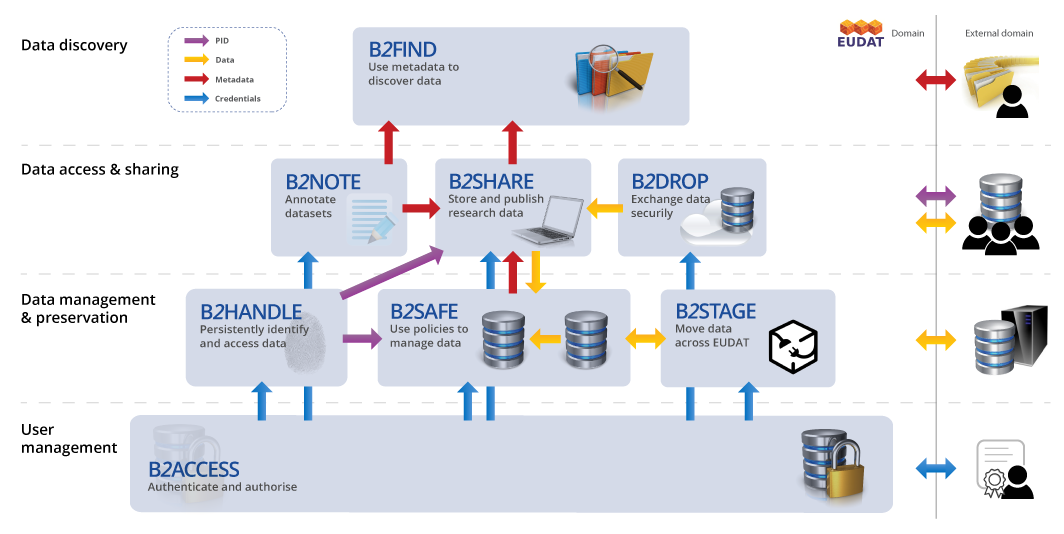 Data discovery
PID
Data
Metadata
Credentials
B2FIND
Use metadata to
discover data
EUDAT
Domain
External domain
Data access & sharing
B2NOTE
Annotate
datasets
B2SHARE
Store and publish
research data
B2DROP
Exchange data
security
Data management
& preservation
B2HANDLE
Persistently identify
and access data
B2SAFE
Use policies to
manage data
B2STAGE
Move data
across EUDAT
User
management
B2ACCESS
Authenticate and authorise